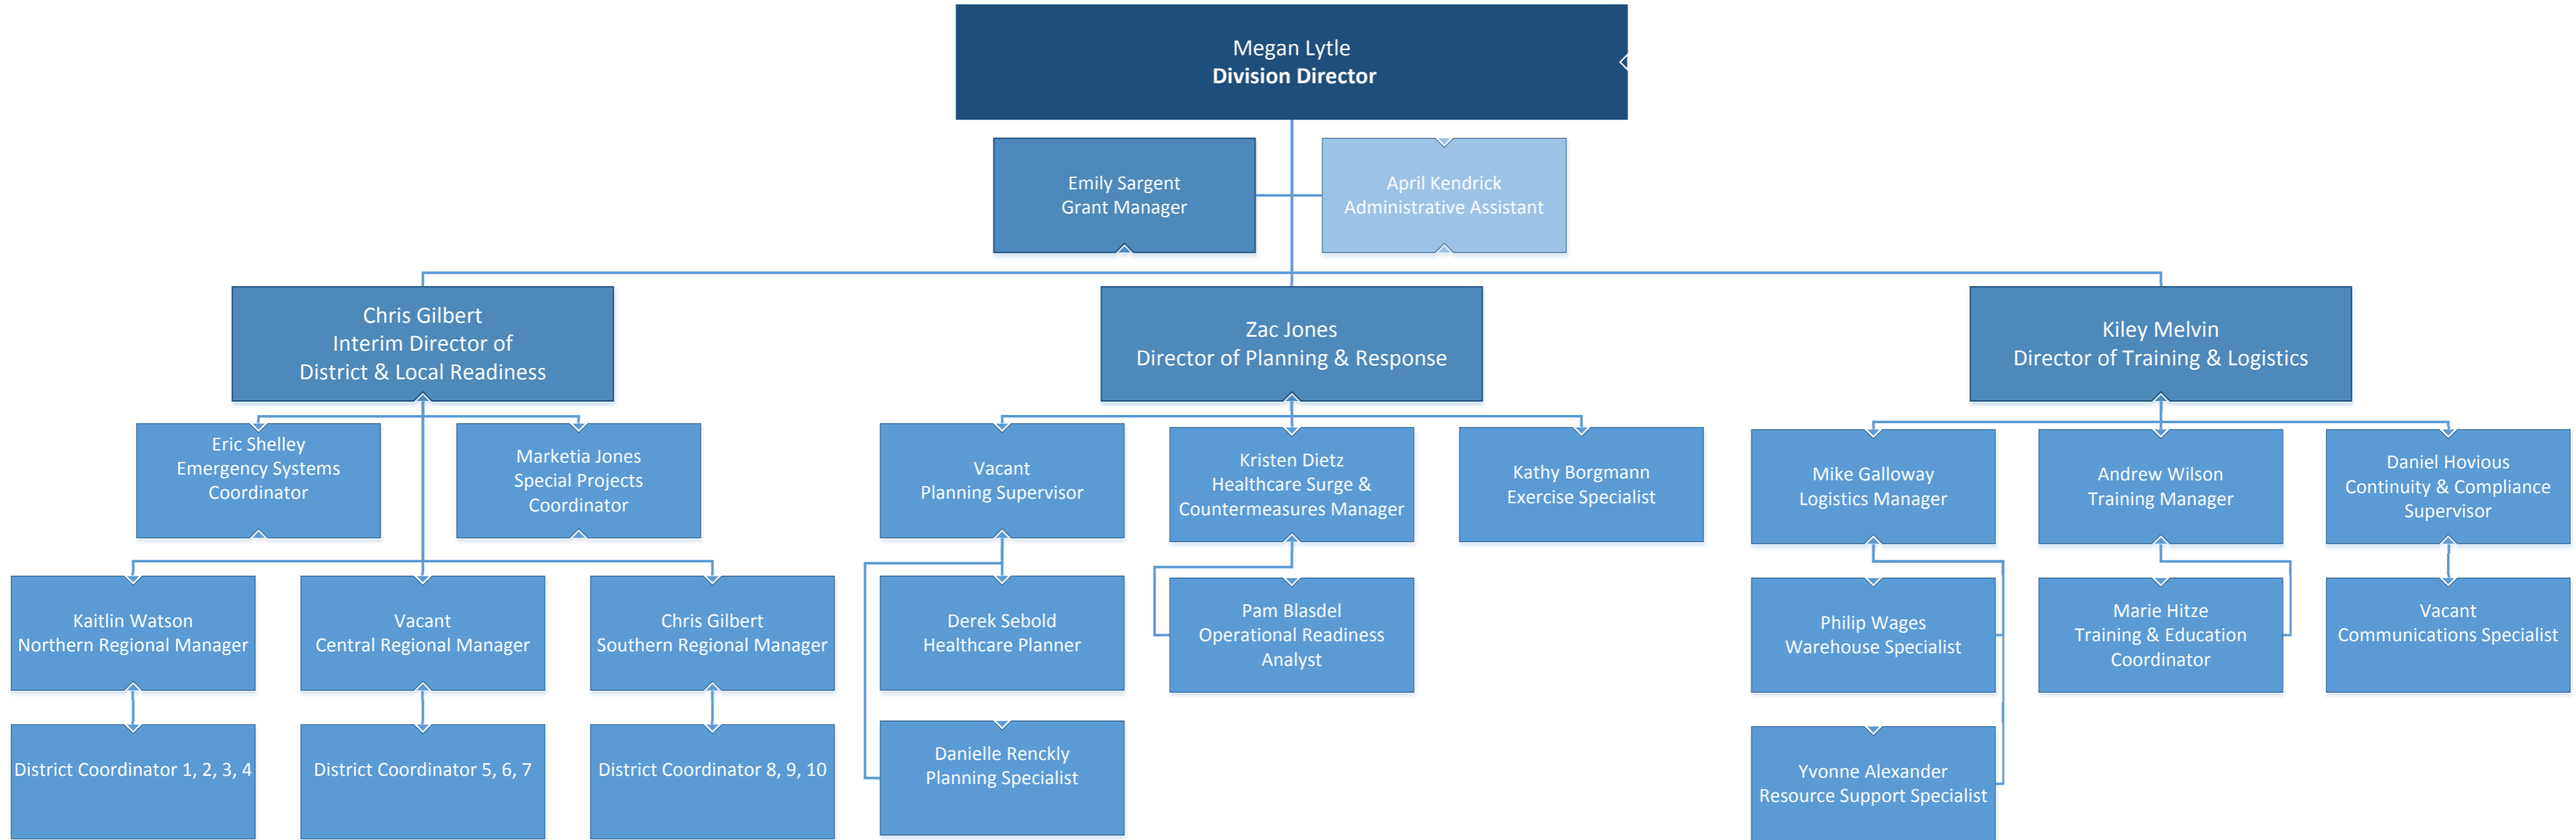 Megan Lytle
Division Director
Emily Sargent
Grant Manager
April Kendrick
Administrative Assistant
Chris Gilbert
Interim Director of
District & Local Readiness
Zac Jones
Director of Planning & Response
Kiley Melvin
Director of Training & Logistics
Eric Shelley
Emergency Systems
Coordinator
Marketia Jones
Special Projects
Coordinator
Vacant
Planning Supervisor
Kristen Dietz
Healthcare Surge &
Countermeasures Manager
Kathy Borgmann
Exercise Specialist
Mike Galloway
Logistics Manager
Andrew Wilson
Training Manager
Daniel Hovious
Continuity & Compliance
Supervisor
Kaitlin Watson
Northern Regional Manager
Vacant
Central Regional Manager
Chris Gilbert
Southern Regional Manager
Derek Sebold
Healthcare Planner
Pam Blasdel
Operational Readiness
Analyst
Philip Wages
Warehouse Specialist
Marie Hitze
Training & Education
Coordinator
Vacant
Communications Specialist
District Coordinator 1, 2, 3, 4
District Coordinator 5, 6, 7
District Coordinator 8, 9, 10
Danielle Renckly
Planning Specialist
Yvonne Alexander
Resource Support Specialist